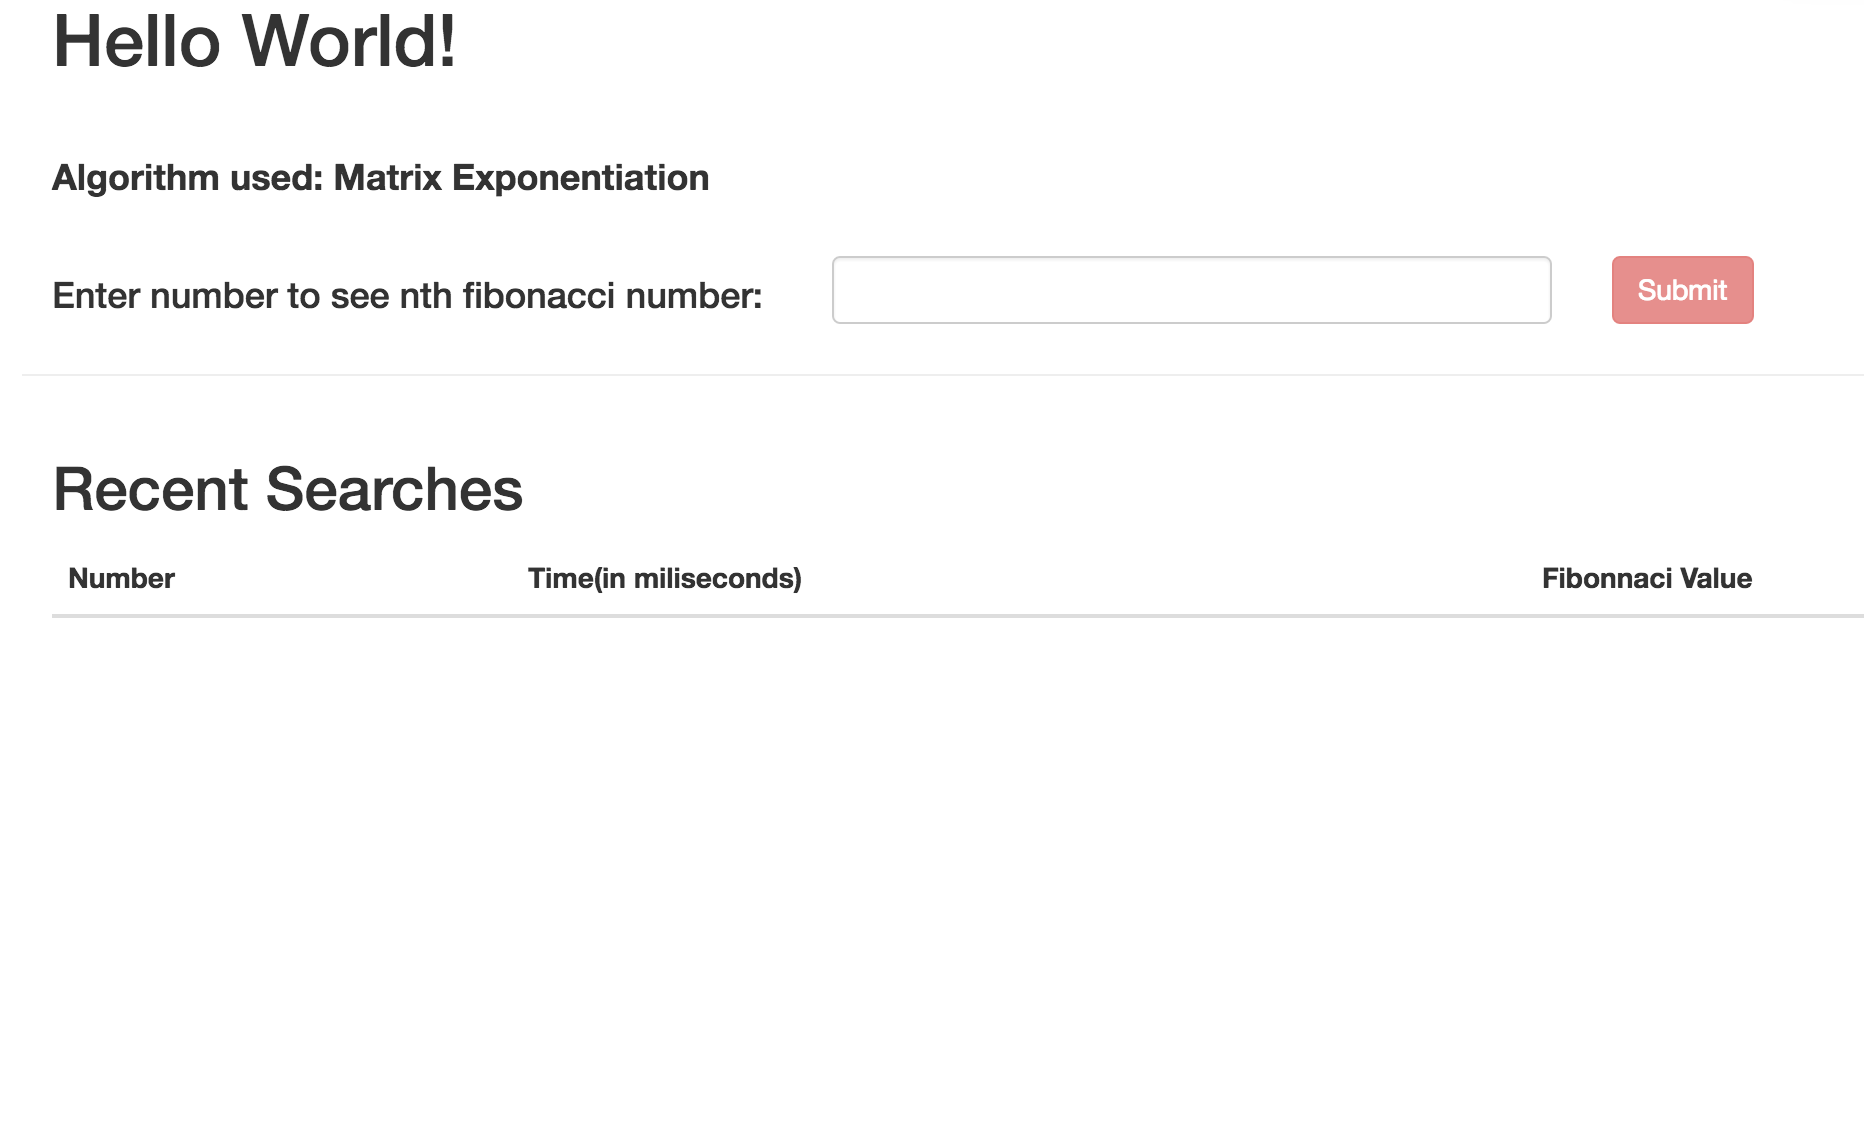 Hello World!
Algorithm used: Matrix Exponentiation
Enter number to see nth fibonacci number:
Submit
Recent Searches
Number Time(in miliseconds) Fibonnaci Value